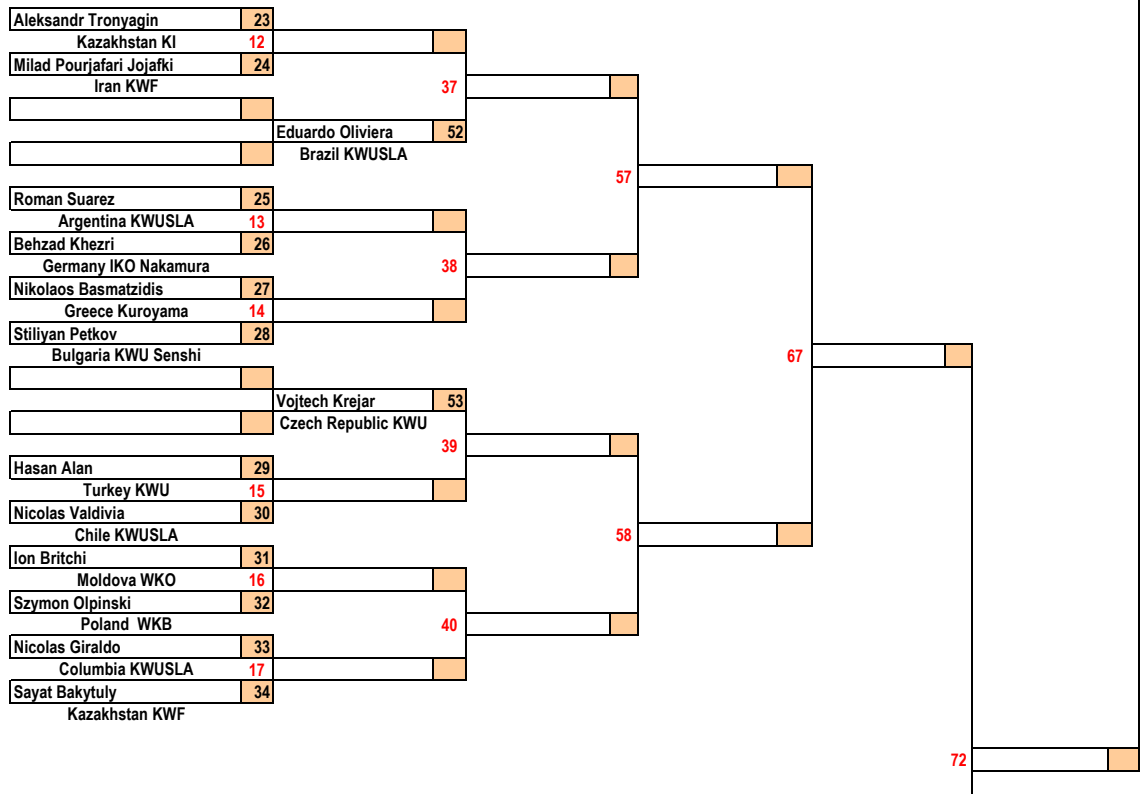 Aleksandr Tronyagin 23
Kazakhstan KI 12
Milad Pourjafari Jojafki 24
Iran KWF 37
Eduardo Oliviera 52
Brazil KWUSLA
57
Roman Suarez 25
Argentina KWUSLA 13
Behzad Khezri 26
Germany IKO Nakamura 38
Nikolaos Basmatzidis 27
Greece Kuroyama 14
Stiliyan Petkov 28
Bulgaria KWU Senshi 67
Vojtech Krejar 53
Czech Republic KWU
39
Hasan Alan 29
Turkey KWU 15
Nicolas Valdivia 30
Chile KWUSLA 58
Ion Britchi 31
Moldova WKO 16
Szymon Olpinski 32
Poland WKB 40
Nicolas Giraldo 33
Columbia KWUSLA 17
Sayat Bakytuly 34
Kazakhstan KWF
72